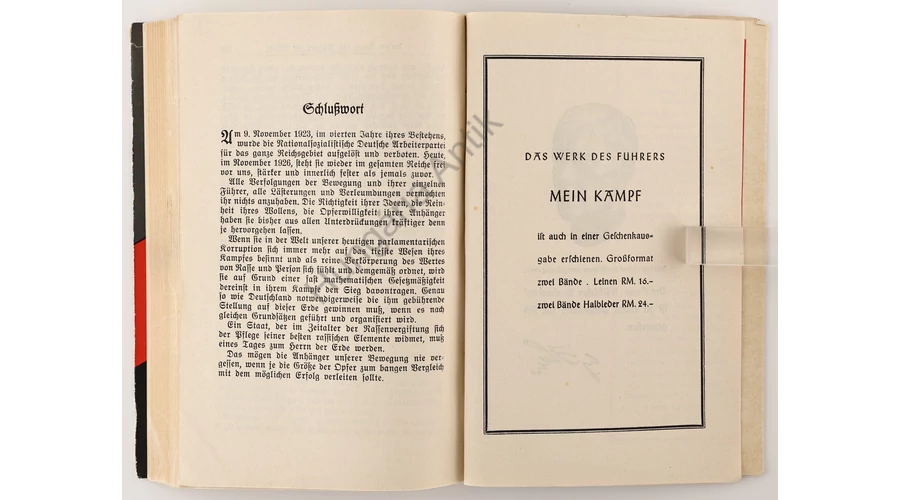 Schlußwort
Am 9. November 1923, im vierten Jahre ihres Bestehens,
wurde die Nationalsozialistische Deutsche Arbeiterpartei
für das ganze Reichsgebiet aufgelöst und verboten. Heute,
im November 1926, steht sie wieder im gesamten Reiche frei
vor uns, stärker und innerlich fester als jemals zuvor.
Alle Verfolgungen der Bewegung und ihrer einzelnen
Führer, alle Lästerungen und Verleumdungen vermochten
ihr nichts anzuhaben. Die Richtigkeit ihrer Ideen, die Rein-
heit ihres Wollens, die Opferwilligkeit ihrer Anhänger
haben sie bisher aus allen Unterdrückungen kräftiger denn
je hervorgehen lassen.
Wenn sie in der Welt unserer heutigen parlamentarischen
Korruption sich immer mehr auf das tiefste Wesen ihres
Kampfes besinnt und als reine Verkörperung des Wertes
von Rasse und Person sich fühlt und demgemäß ordnet, wird
sie auf Grund einer fast mathematischen Gesetzmäßigkeit
dereinst in ihrem Kampfe den Sieg davontragen. Genau
so wie Deutschland notwendigerweise die ihm gebührende
Stellung auf dieser Erde gewinnen muß, wenn es nach
gleichen Grundsätzen geführt und organisiert wird.
Ein Staat, der im Zeitalter der Rassenvergiftung sich
der Pflege seiner besten rassischen Elemente widmet, muß
eines Tages zum Herrn der Erde werden.
Das mögen die Anhänger unserer Bewegung nie ver-
gessen, wenn je die Größe der Opfer zum bangen Vergleich
mit dem möglichen Erfolg verleiten sollte.
Hungaria Antik
DAS WERK DES FÜHRERS
MEIN KAMPF
ist auch in einer Geschenkaus-
gabe erschienen. Großformat
zwei Bände . Leinen RM. 16.-
zwei Bände Halbleder RM. 24.-